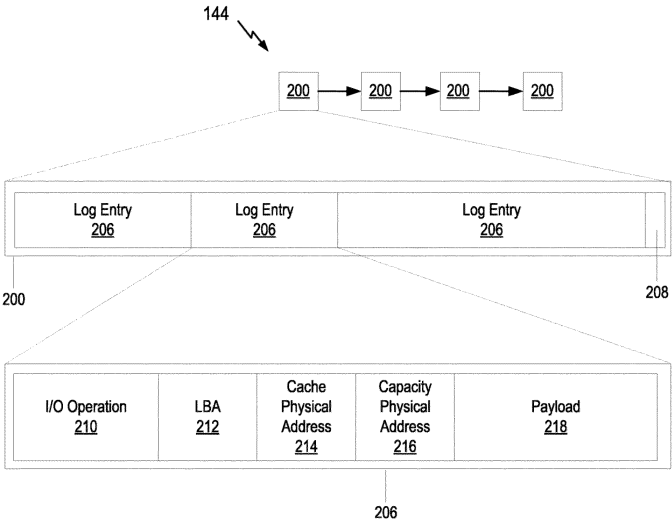 144
200 200 200 200
Log Entry Log Entry Log Entry
206 206 206
200 208
Cache Capacity
I/O Operation LBA Physical Physical Payload
210 212 Address Address 218
214 216
206